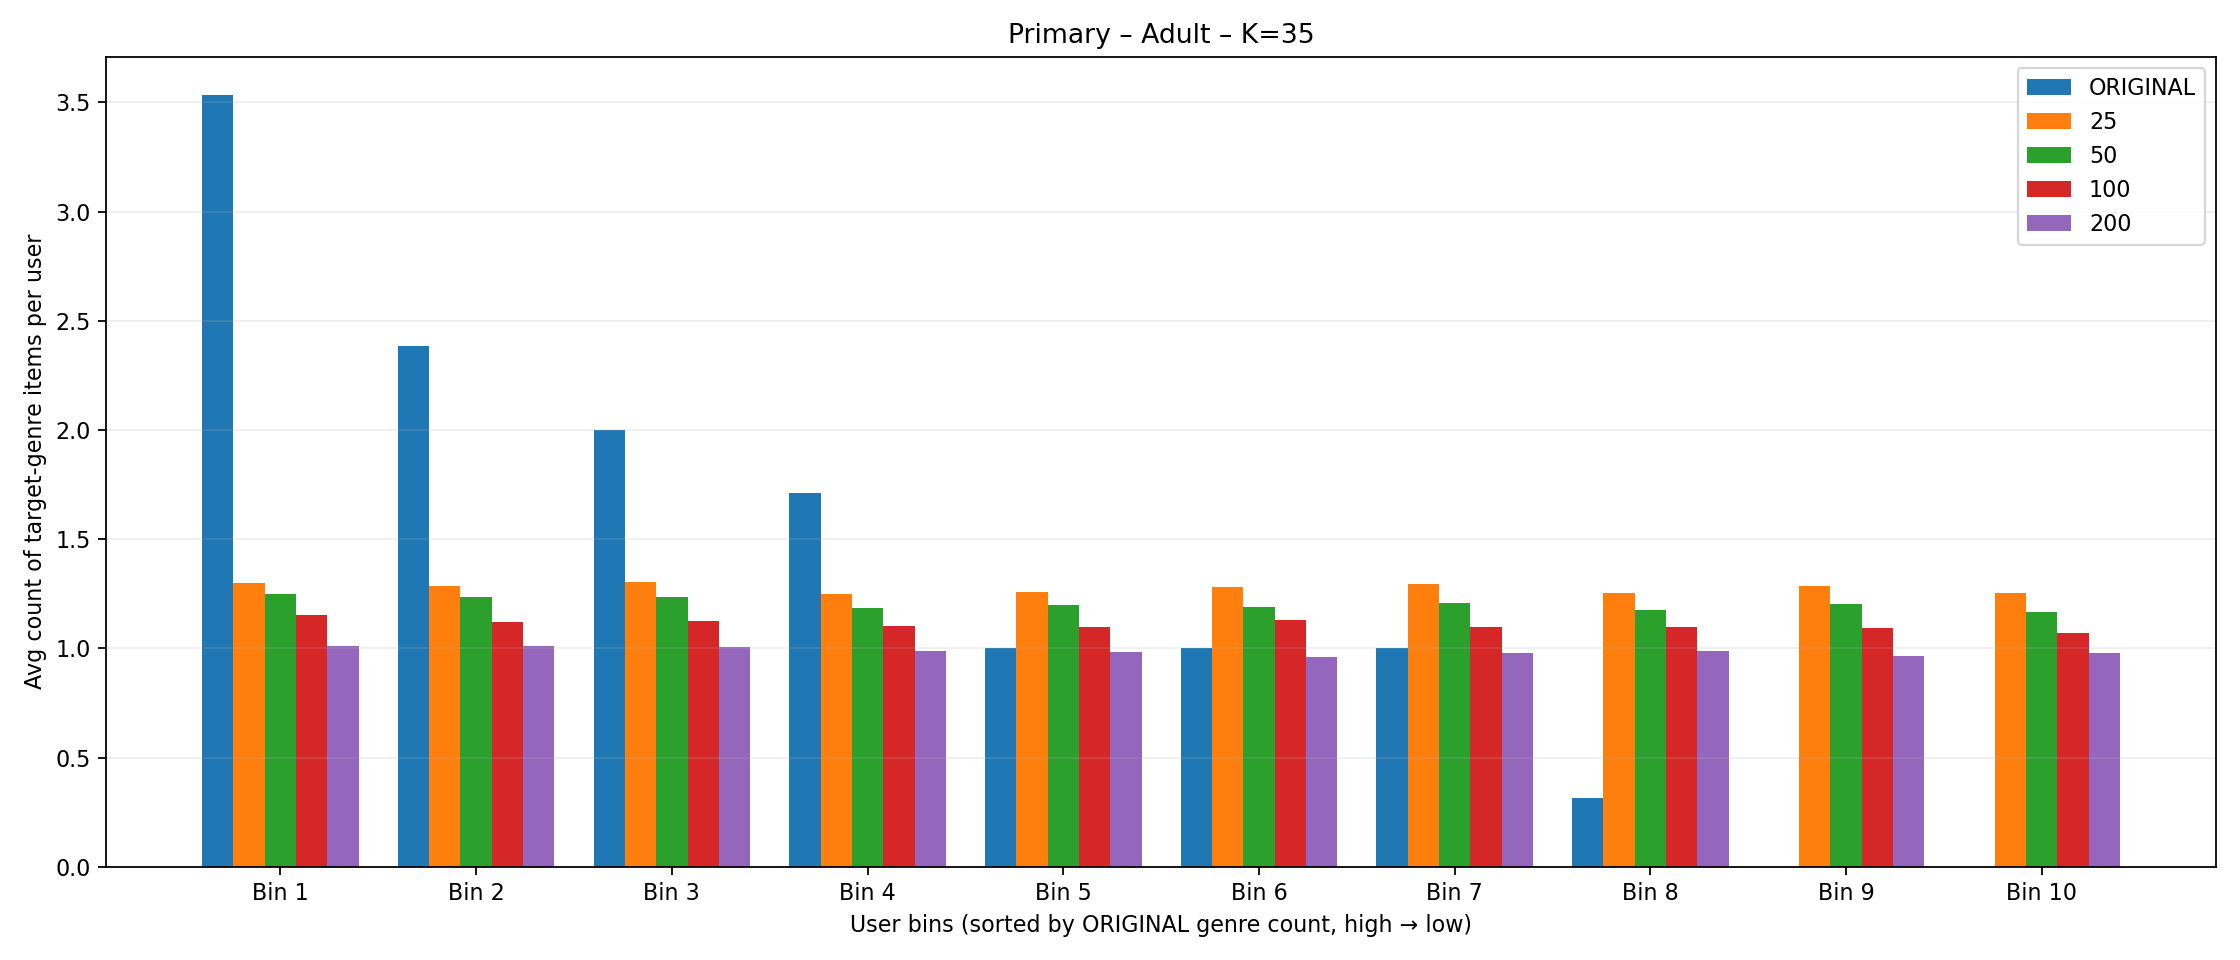 Primary – Adult – K=35
Avg count of target-genre items per user
3.5
3.0
2.5
2.0
1.5
1.0
0.5
0.0
ORIGINAL
25
50
100
200
Bin 1
Bin 2
Bin 3
Bin 4
Bin 5
Bin 6
Bin 7
Bin 8
Bin 9
Bin 10
User bins (sorted by ORIGINAL genre count, high → low)